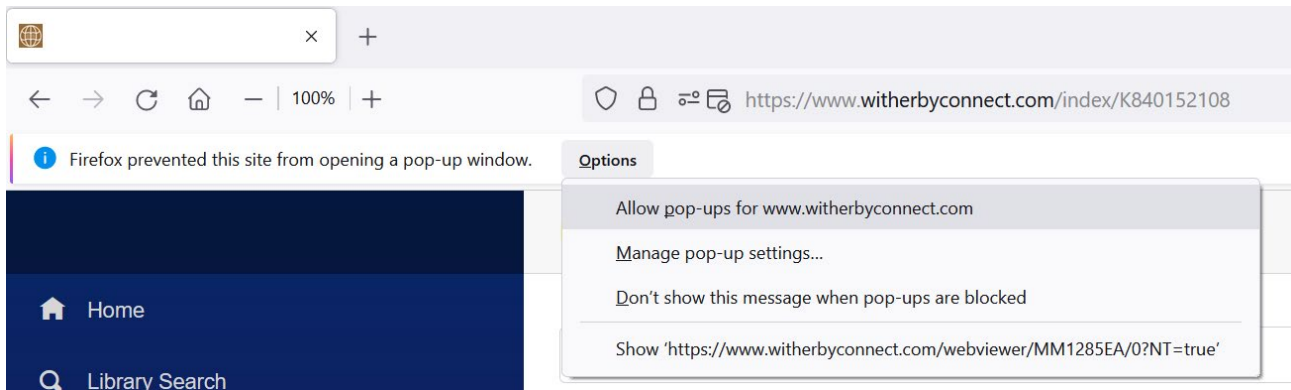 100%
https://www.witherbyconnect.com/index/K840152108
Firefox prevented this site from opening a pop-up window.
Options
Allow pop-ups for www.witherbyconnect.com
Manage pop-up settings...
Don’t show this message when pop-ups are blocked
Show ‘https://www.witherbyconnect.com/webviewer/MM1285EA/0?NT=true’
Home
Library Search